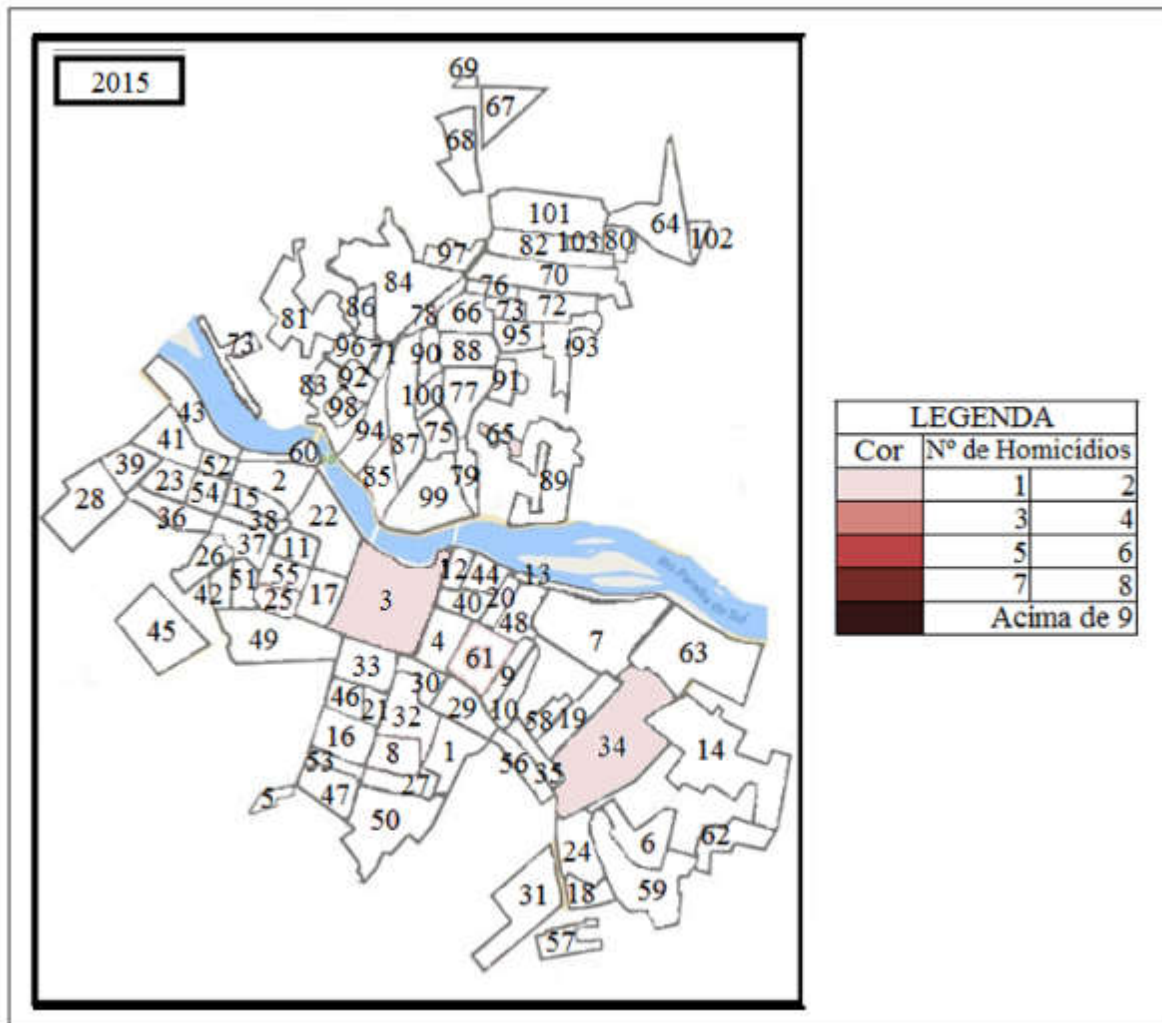 2015
69
67
68
101
64
82 103 80 102
97
84 70
76
86 78 66 73 72
81
73 96 71 90 88 95 93
83 92 77 91
98 100
43 94 87 75 65
41
39 52 60 85 79 89
28 23 54 15 2 99
36 38 22
26 37 11
51 55 1 12 44 13
42 25 17 3 40 20
45 49 48 7
4 61 63
33 9
30
46 21 32 29 10 58 19
16 8 1 34 14
53 56 35
5 47 27
50 62
24 6
31 18 59
57
Rio Paraíba do Sul
LEGENDA
Cor Nº de Homicídios
1 2
3 4
5 6
7 8
Acima de 9